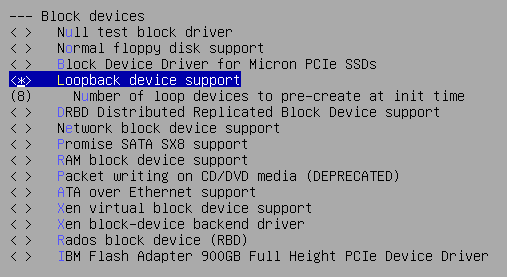 --- Block devices
< > Null test block driver
< > Normal floppy disk support
< > Block Device Driver for Micron PCIe SSDs
<*> Loopback device support
(8) Number of loop devices to pre-create at init time
< > DRBD Distributed Replicated Block Device support
< > Network block device support
< > Promise SATA SX8 support
< > RAM block device support
< > Packet writing on CD/DVD media (DEPRECATED)
< > ATA over Ethernet support
< > Xen virtual block device support
< > Xen block-device backend driver
< > Rados block device (RBD)
< > IBM Flash Adapter 900GB Full Height PCIe Device Driver